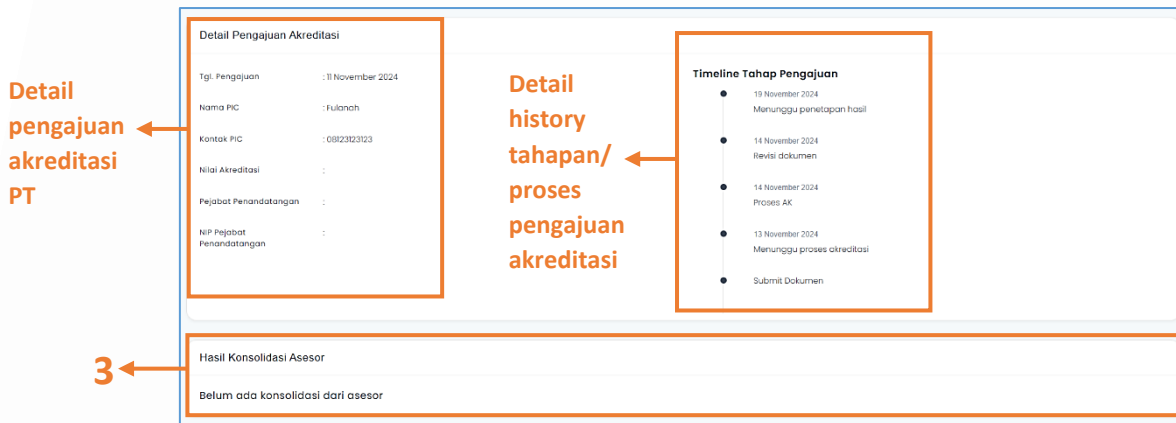 Detail
pengajuan
akreditasi
PT
Detail Pengajuan Akreditasi
Tgl. Pengajuan : 11 November 2024
Nama PIC : Fulanah
Kontak PIC : 08123123123
Nilai Akreditasi :
Pejabat Penandatangan :
NIP Pejabat
Penandatangan :
Detail
history
tahapan/
proses
pengajuan
akreditasi
Timeline Tahap Pengajuan
19 November 2024
Menunggu penetapan hasil
14 November 2024
Revisi dokumen
14 November 2024
Proses AK
13 November 2024
Menunggu proses akreditasi
Submit Dokumen
3
Hasil Konsolidasi Asesor
Belum ada konsolidasi dari asesor